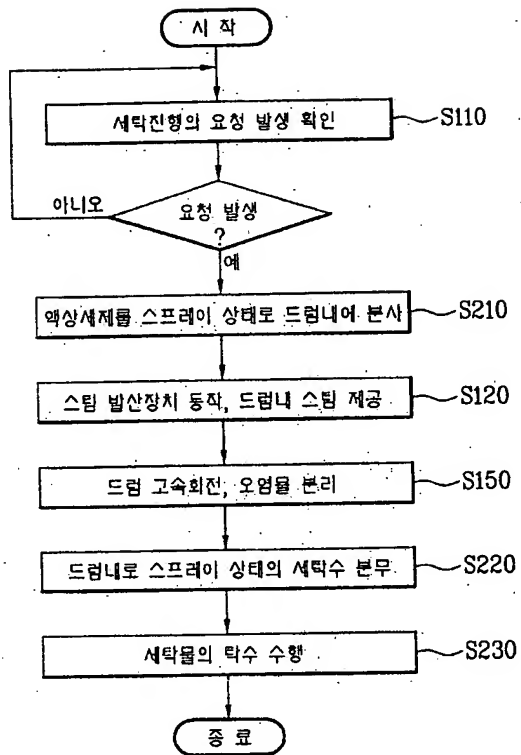 시 작
세탁진행의 요청 발생 확인
S110
아니오
요청 발생
?
예
액상세제를 스프레이 상태로 드럼내에 분사
S210
스팀 발산장치 동작, 드럼내 스팀 제공
S120
드럼 고속회전, 오염물 분리
S150
드럼내로 스프레이 상태의 세탁수 분무
S220
세탁물의 탁수 수행
S230
종 료